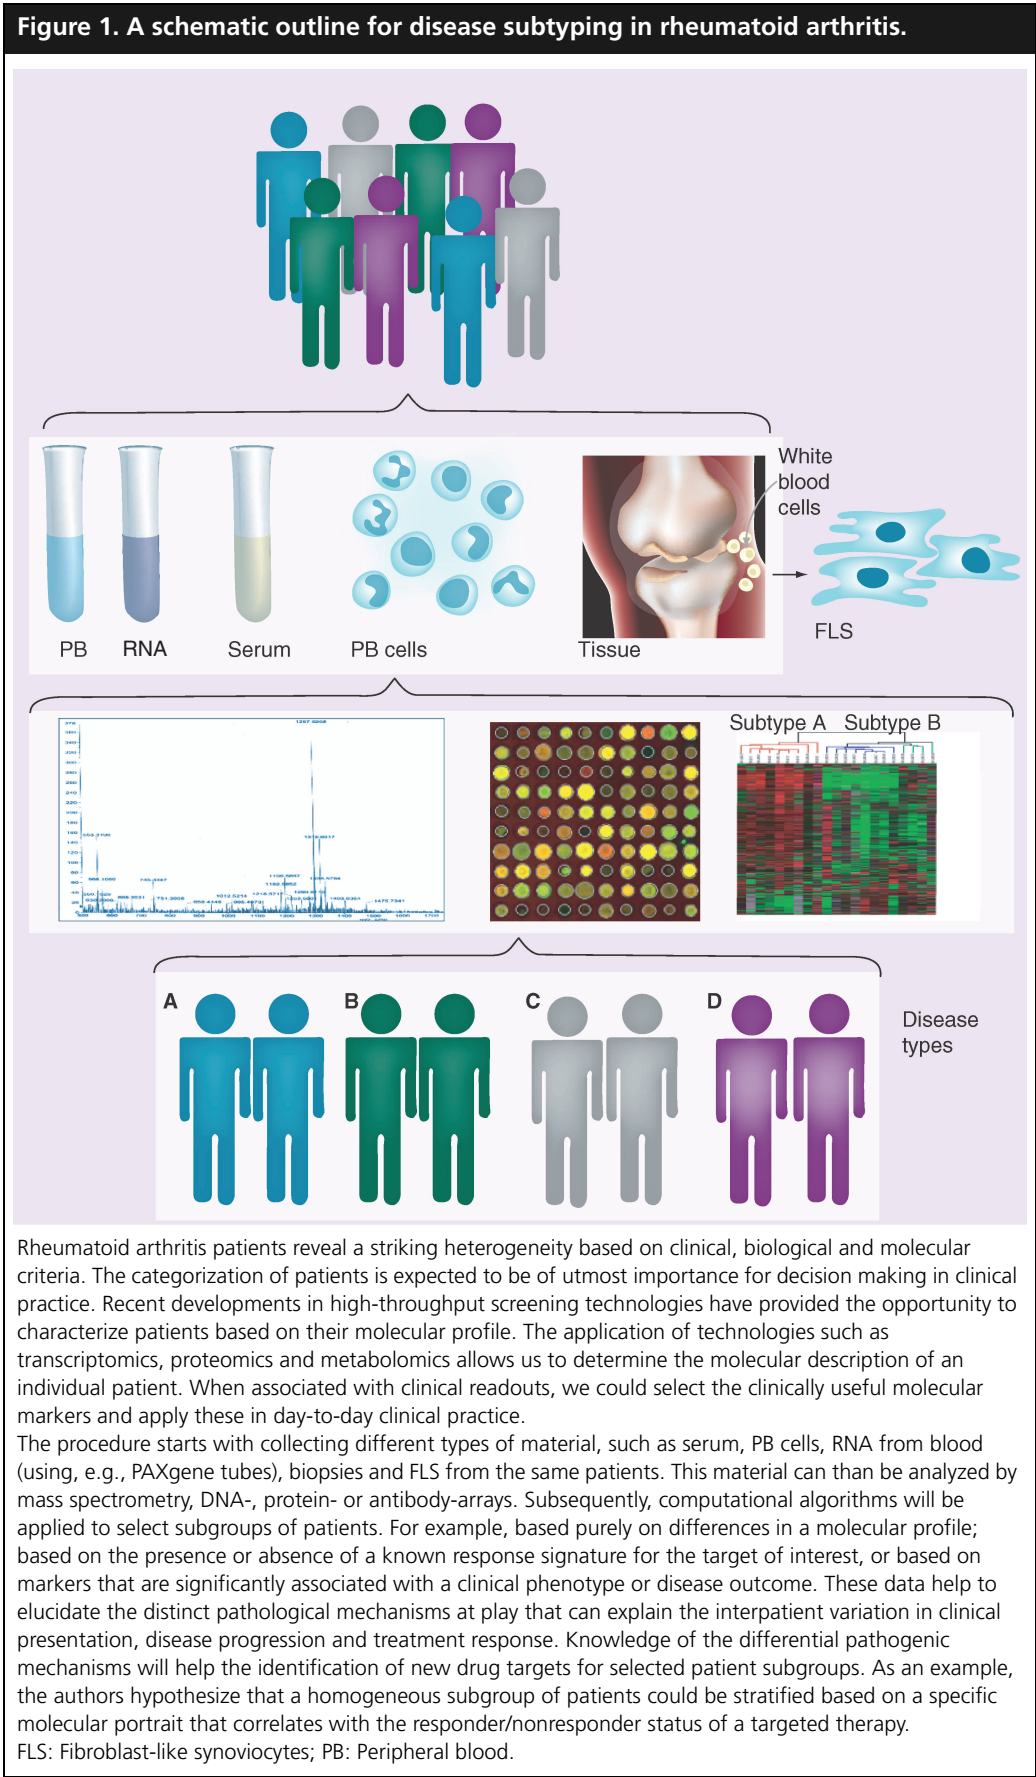 Figure 1. A schematic outline for disease subtyping in rheumatoid arthritis.
White
blood
cells
PB
RNA
Serum
PB cells
Tissue
FLS
Subtype A
Subtype B
A
B
C
D
Disease
types
Rheumatoid arthritis patients reveal a striking heterogeneity based on clinical, biological and molecular
criteria. The categorization of patients is expected to be of utmost importance for decision making in clinical
practice. Recent developments in high-throughput screening technologies have provided the opportunity to
characterize patients based on their molecular profile. The application of technologies such as
transcriptomics, proteomics and metabolomics allows us to determine the molecular description of an
individual patient. When associated with clinical readouts, we could select the clinically useful molecular
markers and apply these in day-to-day clinical practice.
The procedure starts with collecting different types of material, such as serum, PB cells, RNA from blood
(using, e.g., PAXgene tubes), biopsies and FLS from the same patients. This material can than be analyzed by
mass spectrometry, DNA-, protein- or antibody-arrays. Subsequently, computational algorithms will be
applied to select subgroups of patients. For example, based purely on differences in a molecular profile;
based on the presence or absence of a known response signature for the target of interest, or based on
markers that are significantly associated with a clinical phenotype or disease outcome. These data help to
elucidate the distinct pathological mechanisms at play that can explain the interpatient variation in clinical
presentation, disease progression and treatment response. Knowledge of the differential pathogenic
mechanisms will help the identification of new drug targets for selected patient subgroups. As an example,
the authors hypothesize that a homogeneous subgroup of patients could be stratified based on a specific
molecular portrait that correlates with the responder/nonresponder status of a targeted therapy.
FLS: Fibroblast-like synoviocytes; PB: Peripheral blood.